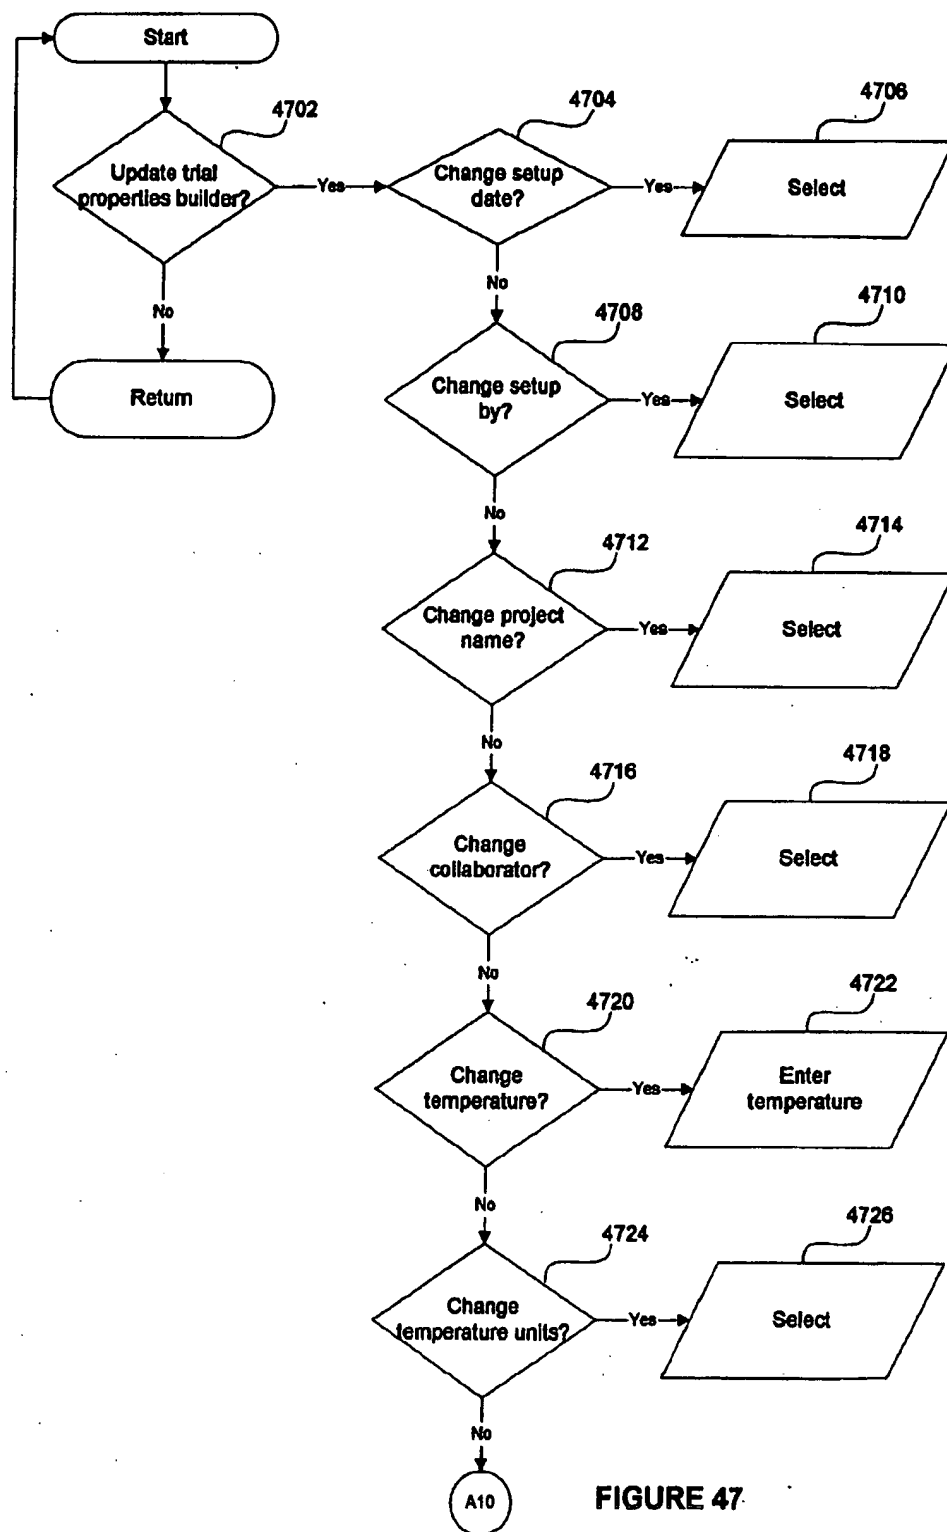 Start
4702
4704
4706
Update trial
properties builder?
Yes
Change setup
date?
Yes
Select
No
No
4708
4710
Return
Change setup
by?
Yes
Select
No
4712
4714
Change project
name?
Yes
Select
No
4716
4718
Change
collaborator?
Yes
Select
No
4720
4722
Change
temperature?
Yes
Enter
temperature
No
4724
4726
Change
temperature units?
Yes
Select
No
A10
FIGURE 47